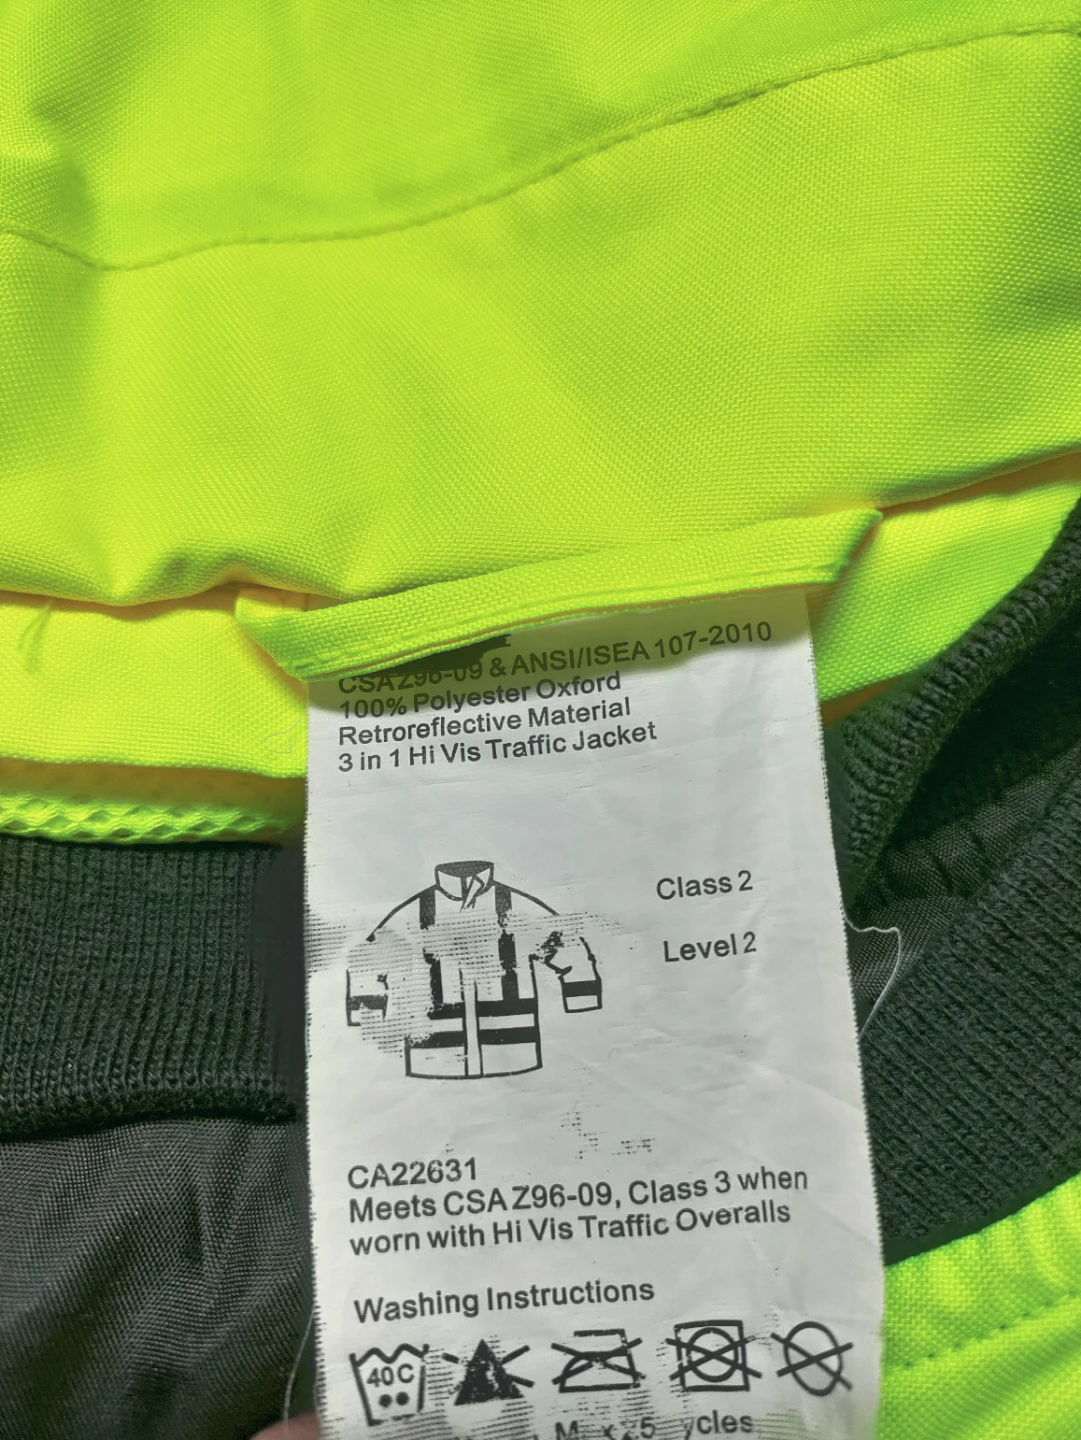 CSA Z96-09 & ANSI/ISEA 107-2010
100% Polyester Oxford
Retroreflective Material
3 in 1 Hi Vis Traffic Jacket
Class 2
Level 2
CA22631
Meets CSA Z96-09, Class 3 when
worn with Hi Vis Traffic Overalls
Washing Instructions
40C